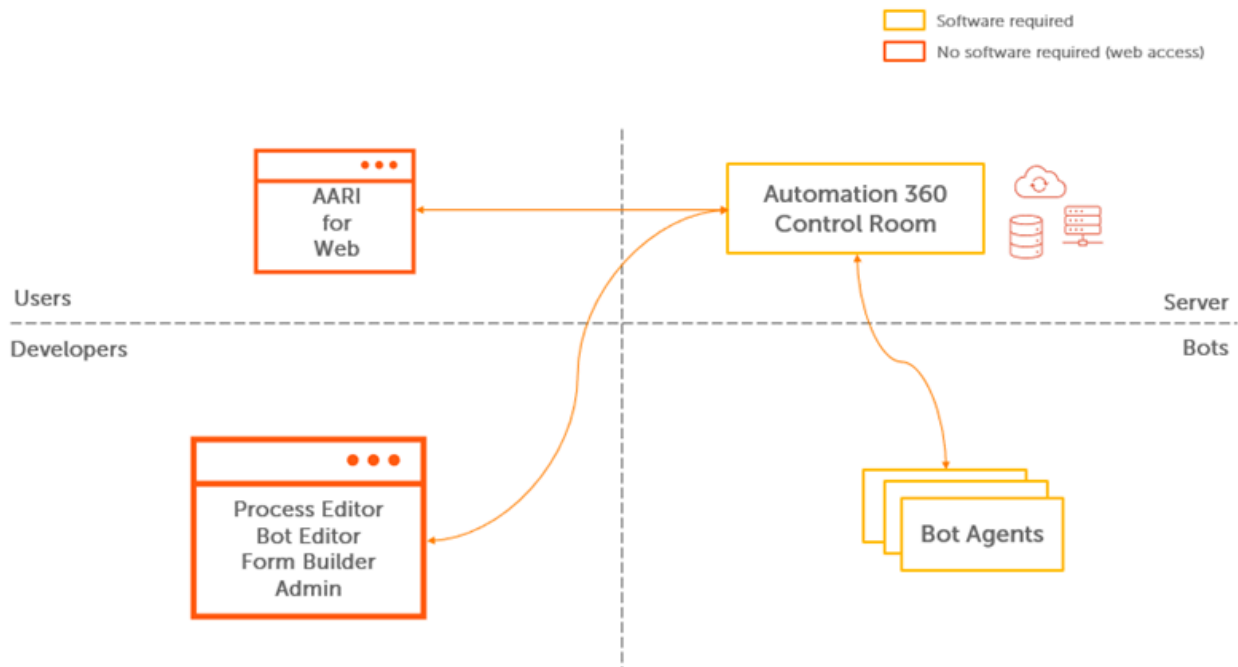 Software required
No software required (web access)
AARI
for
Web
Automation 360
Control Room
Users
Server
Developers
Bots
Process Editor
Bot Editor
Form Builder
Admin
Bot Agents